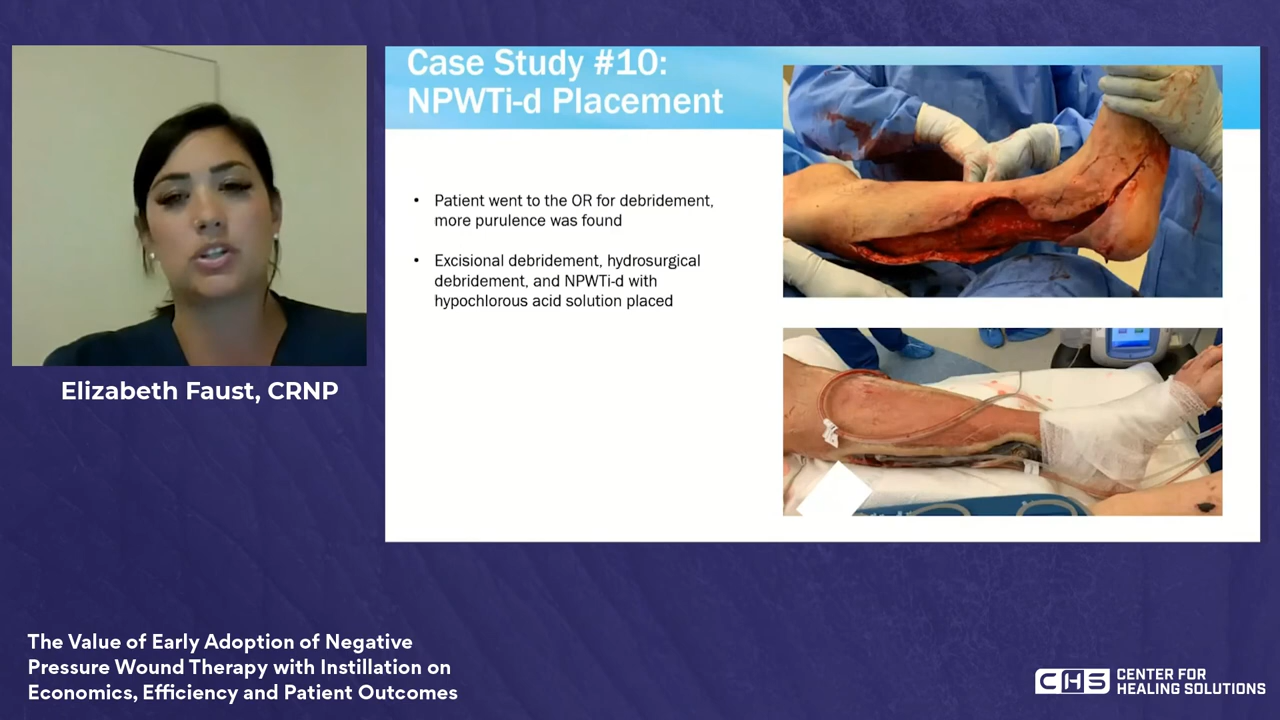 Case Study #10:
NPWTi-d Placement
• Patient went to the OR for debridement,
more purulence was found
• Excisional debridement, hydrosurgical
debridement, and NPWTi-d with
hypochlorous acid solution placed
Elizabeth Faust, CRNP
The Value of Early Adoption of Negative
Pressure Wound Therapy with Instillation on
Economics, Efficiency and Patient Outcomes
CHS
CENTER FOR
HEALING SOLUTIONS